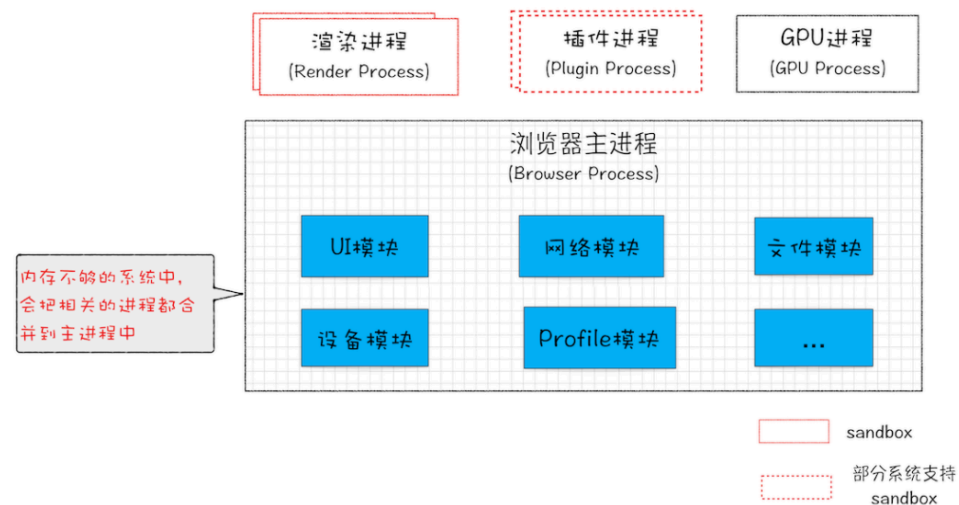 渲染进程
(Render Process)
插件进程
(Plugin Process)
GPU进程
(GPU Process)
浏览器主进程
(Browser Process)
UI模块
网络模块
文件模块
内存不够的系统中，
会把相关的进程都合
并到主进程中
设备模块
Profile模块
...
sandbox
部分系统支持
sandbox